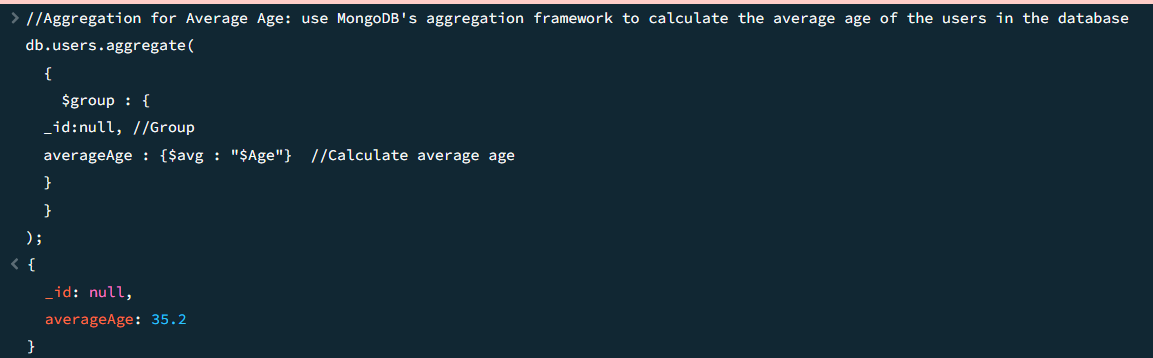 > //Aggregation for Average Age: use MongoDB's aggregation framework to calculate the average age of the users in the database
db.users.aggregate(
{
$group : {
_id:null, //Group
averageAge : {$avg : "$Age"}  //Calculate average age
}
}
);
< {
_id: null,
averageAge: 35.2
}